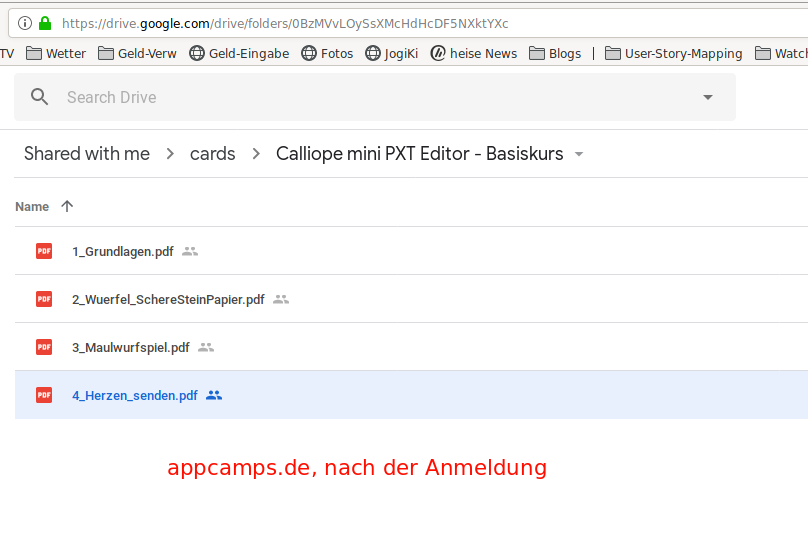 https://drive.google.com/drive/folders/0BzMVvLOySsXMcHdHcDF5NXktYXc
TV Wetter Geld-Verw Geld-Eingabe Fotos JogiKi heise News Blogs | User-Story-Mapping Watch
Search Drive
Shared with me > cards > Calliope mini PXT Editor - Basiskurs
Name ↑
PDF 1_Grundlagen.pdf
PDF 2_Wuerfel_SchereSteinPapier.pdf
PDF 3_Maulwurfspiel.pdf
PDF 4_Herzen_senden.pdf
appcamps.de, nach der Anmeldung